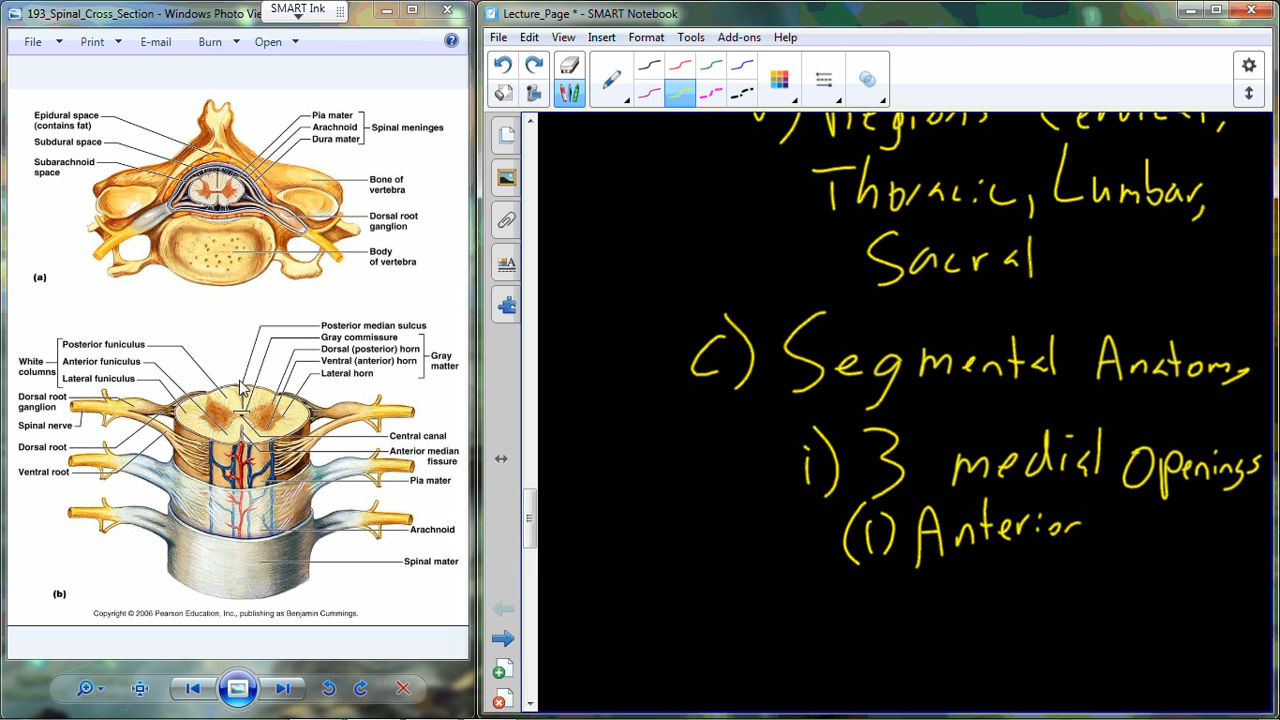 193_Spinal_Cross_Section - Windows Photo Vie
SMART Ink
File Print E-mail Burn Open
Epidural space
(contains fat)
Subdural space
Subarachnoid
space
Pia mater
Arachnoid
Dura mater
Spinal meninges
Bone of
vertebra
Dorsal root
ganglion
Body
of vertebra
(a)
Posterior median sulcus
Gray commissure
Dorsal (posterior) horn
Ventral (anterior) horn
Lateral horn
Gray
matter
White
columns
Posterior funiculus
Anterior funiculus
Lateral funiculus
Dorsal root
ganglion
Spinal nerve
Dorsal root
Ventral root
Central canal
Anterior median
fissure
Pia mater
Arachnoid
Spinal mater
(b)
Copyright © 2006 Pearson Education, Inc., publishing as Benjamin Cummings.
Lecture_Page * - SMART Notebook
File Edit View Insert Format Tools Add-ons Help
Regions Cervical,
Thoracic, Lumbar,
Sacral
C) Segmental Anatomy
i) 3 medial Openings
(1) Anterior